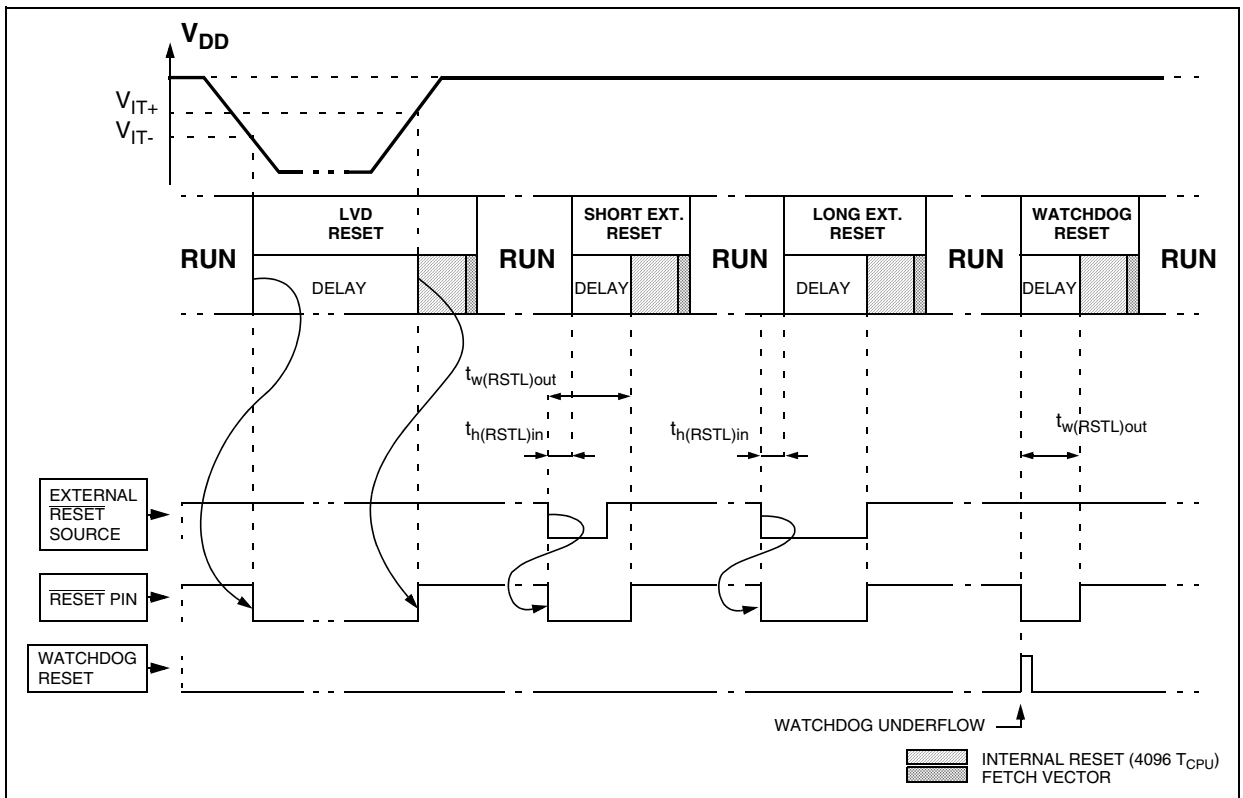 VDD
VIT+
VIT-
LVD
RESET
SHORT EXT.
RESET
LONG EXT.
RESET
WATCHDOG
RESET
RUN
RUN
RUN
RUN
RUN
DELAY
DELAY
DELAY
DELAY
tw(RSTL)out
th(RSTL)in
th(RSTL)in
tw(RSTL)out
EXTERNAL
RESET
SOURCE
RESET PIN
WATCHDOG
RESET
WATCHDOG UNDERFLOW
INTERNAL RESET (4096 TCPU)
FETCH VECTOR